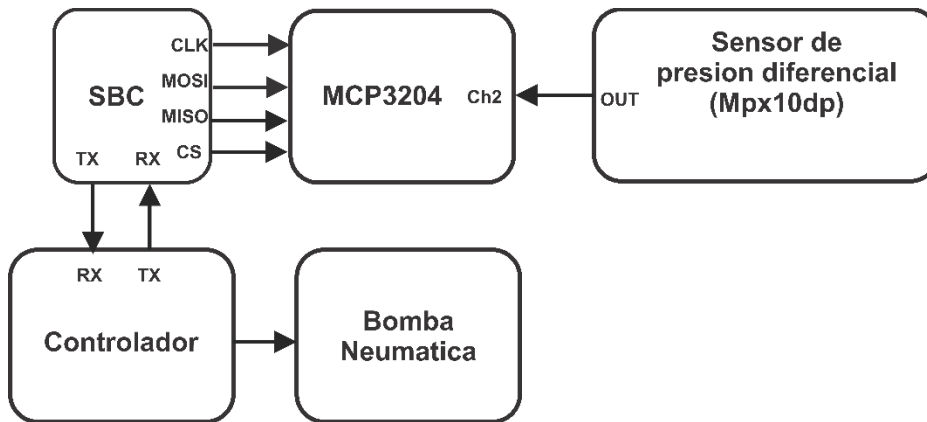 SBC
CLK
MOSI
MISO
CS
TX RX
MCP3204
Ch2
Sensor de
presion diferencial
(Mpx10dp)
OUT
RX TX
Controlador
Bomba
Neumatica